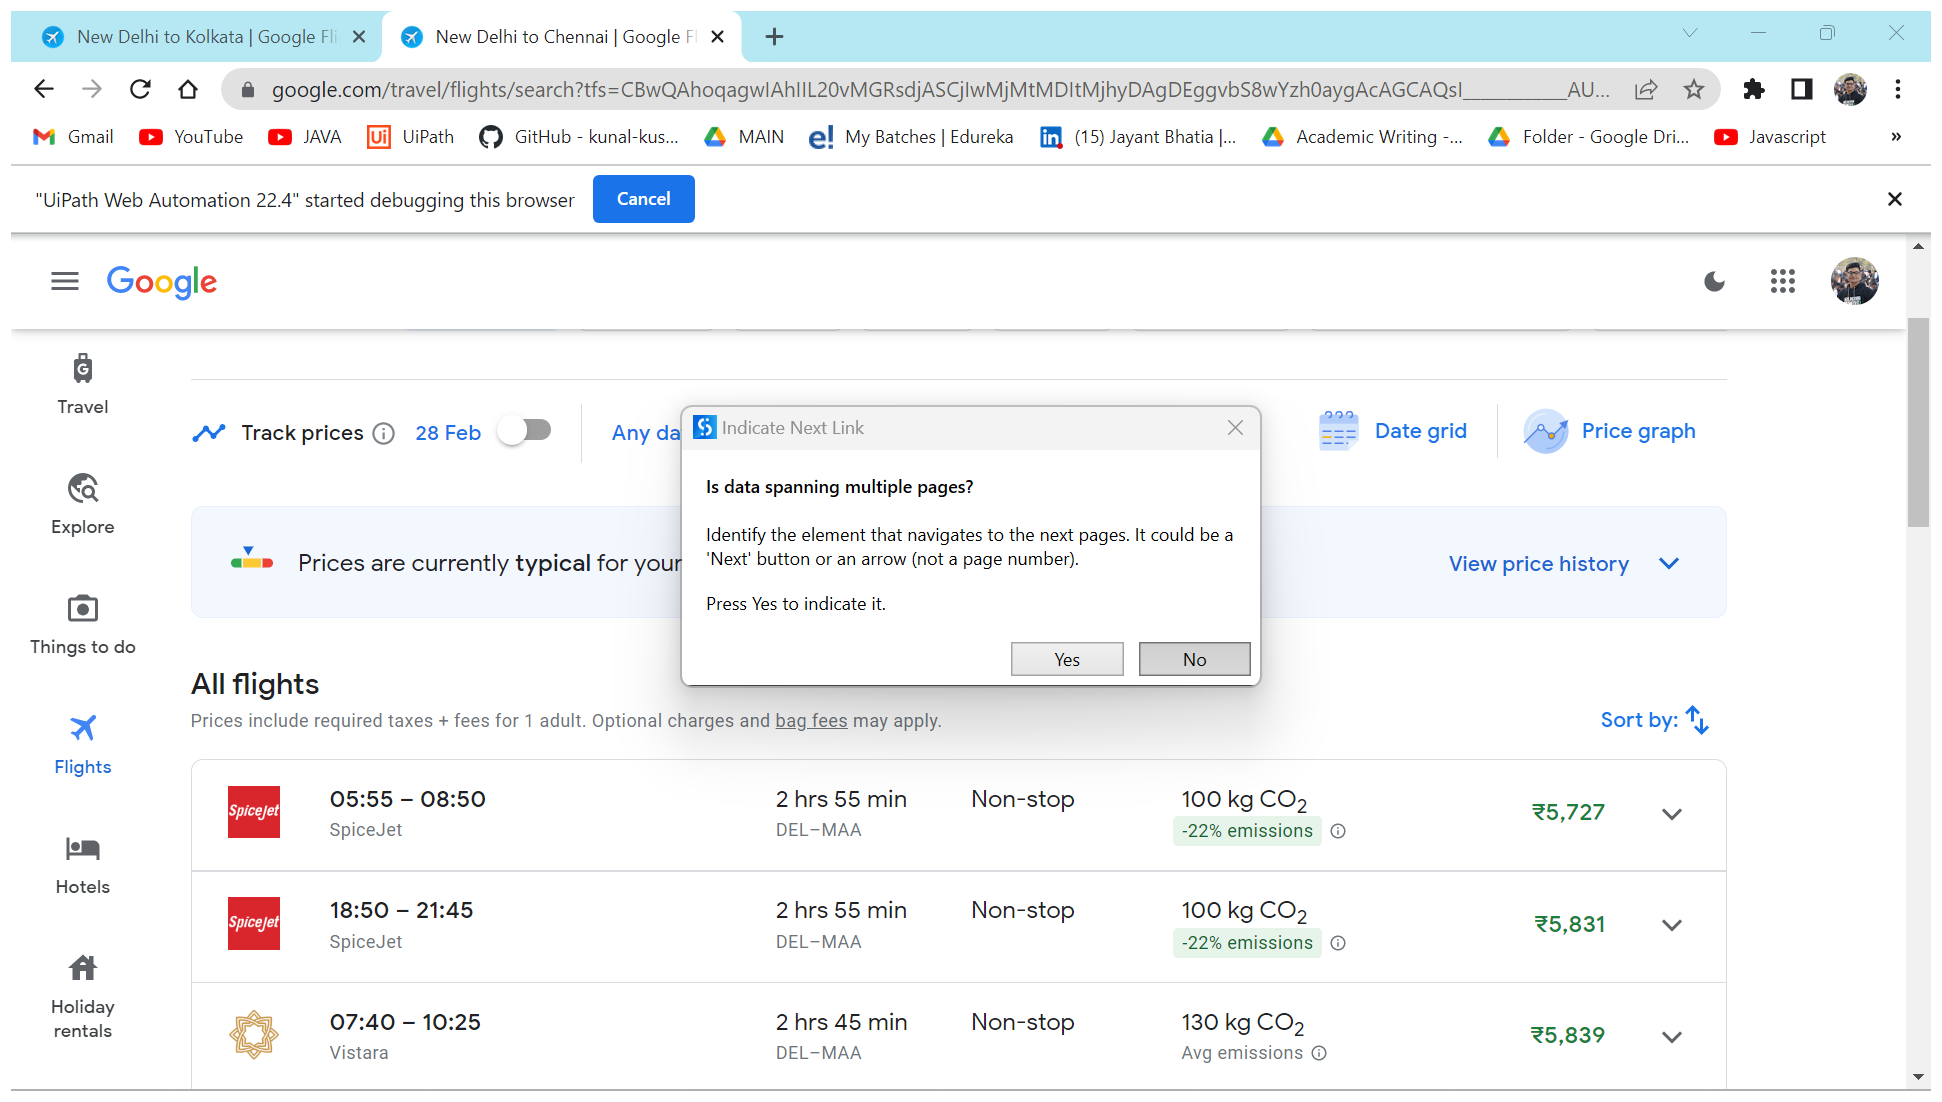 New Delhi to Kolkata | Google Fli
New Delhi to Chennai | Google F
google.com/travel/flights/search?tfs=CBwQAhoqagwIAhIIL20vMGRsdjASCjIwMjMtMDItMjhyDAgDEggvbS8wYzh0aygAcAGCAQsI___________AU...
Gmail YouTube JAVA UiPath GitHub - kunal-kus... MAIN e! My Batches | Edureka (15) Jayant Bhatia |... Academic Writing -... Folder - Google Dri... Javascript »
"UiPath Web Automation 22.4" started debugging this browser Cancel
Google
Travel
Explore
Things to do
Flights
Hotels
Holiday
rentals
Track prices 28 Feb Any da
Date grid Price graph
Prices are currently typical for your
View price history
Indicate Next Link
Is data spanning multiple pages?
Identify the element that navigates to the next pages. It could be a
'Next' button or an arrow (not a page number).
Press Yes to indicate it.
Yes No
All flights
Prices include required taxes + fees for 1 adult. Optional charges and bag fees may apply.
Sort by:
SpiceJet 05:55 – 08:50 2 hrs 55 min Non-stop 100 kg CO2 ₹5,727
SpiceJet DEL–MAA -22% emissions
SpiceJet 18:50 – 21:45 2 hrs 55 min Non-stop 100 kg CO2 ₹5,831
SpiceJet DEL–MAA -22% emissions
07:40 – 10:25 2 hrs 45 min Non-stop 130 kg CO2 ₹5,839
Vistara DEL–MAA Avg emissions